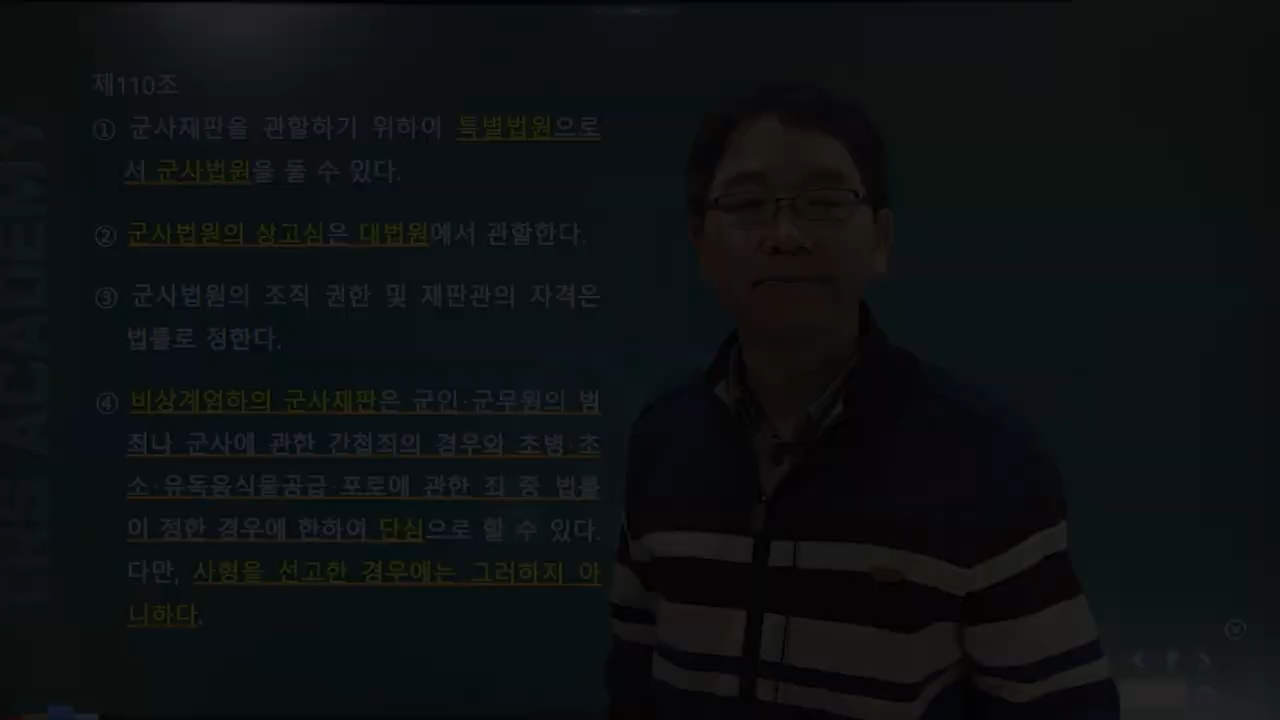 제110조
① 군사재판을 관할하기 위하여 특별법원으로
서 군사법원을 둘 수 있다.
② 군사법원의 상고심은 대법원에서 관할한다.
③ 군사법원의 조직 권한 및 재판관의 자격은
법률로 정한다.
④ 비상계엄하의 군사재판은 군인·군무원의 범
죄나 군사에 관한 간첩죄의 경우와 초병·초
소·유독음식물공급·포로에 관한 죄 중 법률
이 정한 경우에 한하여 단심으로 할 수 있다.
다만, 사형을 선고한 경우에는 그러하지 아
니하다.
ACADEMY